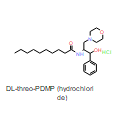 O
N
O
NH
OH
HCl
DL-threo-PDMP (hydrochlori
de)